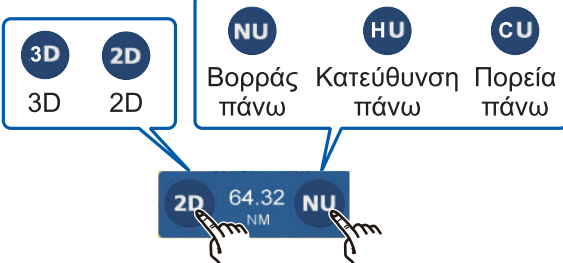 3D 2D
3D 2D
NU HU CU
Βορράς πάνω
Κατεύθυνση πάνω
Πορεία πάνω
2D 64.32 NM NU